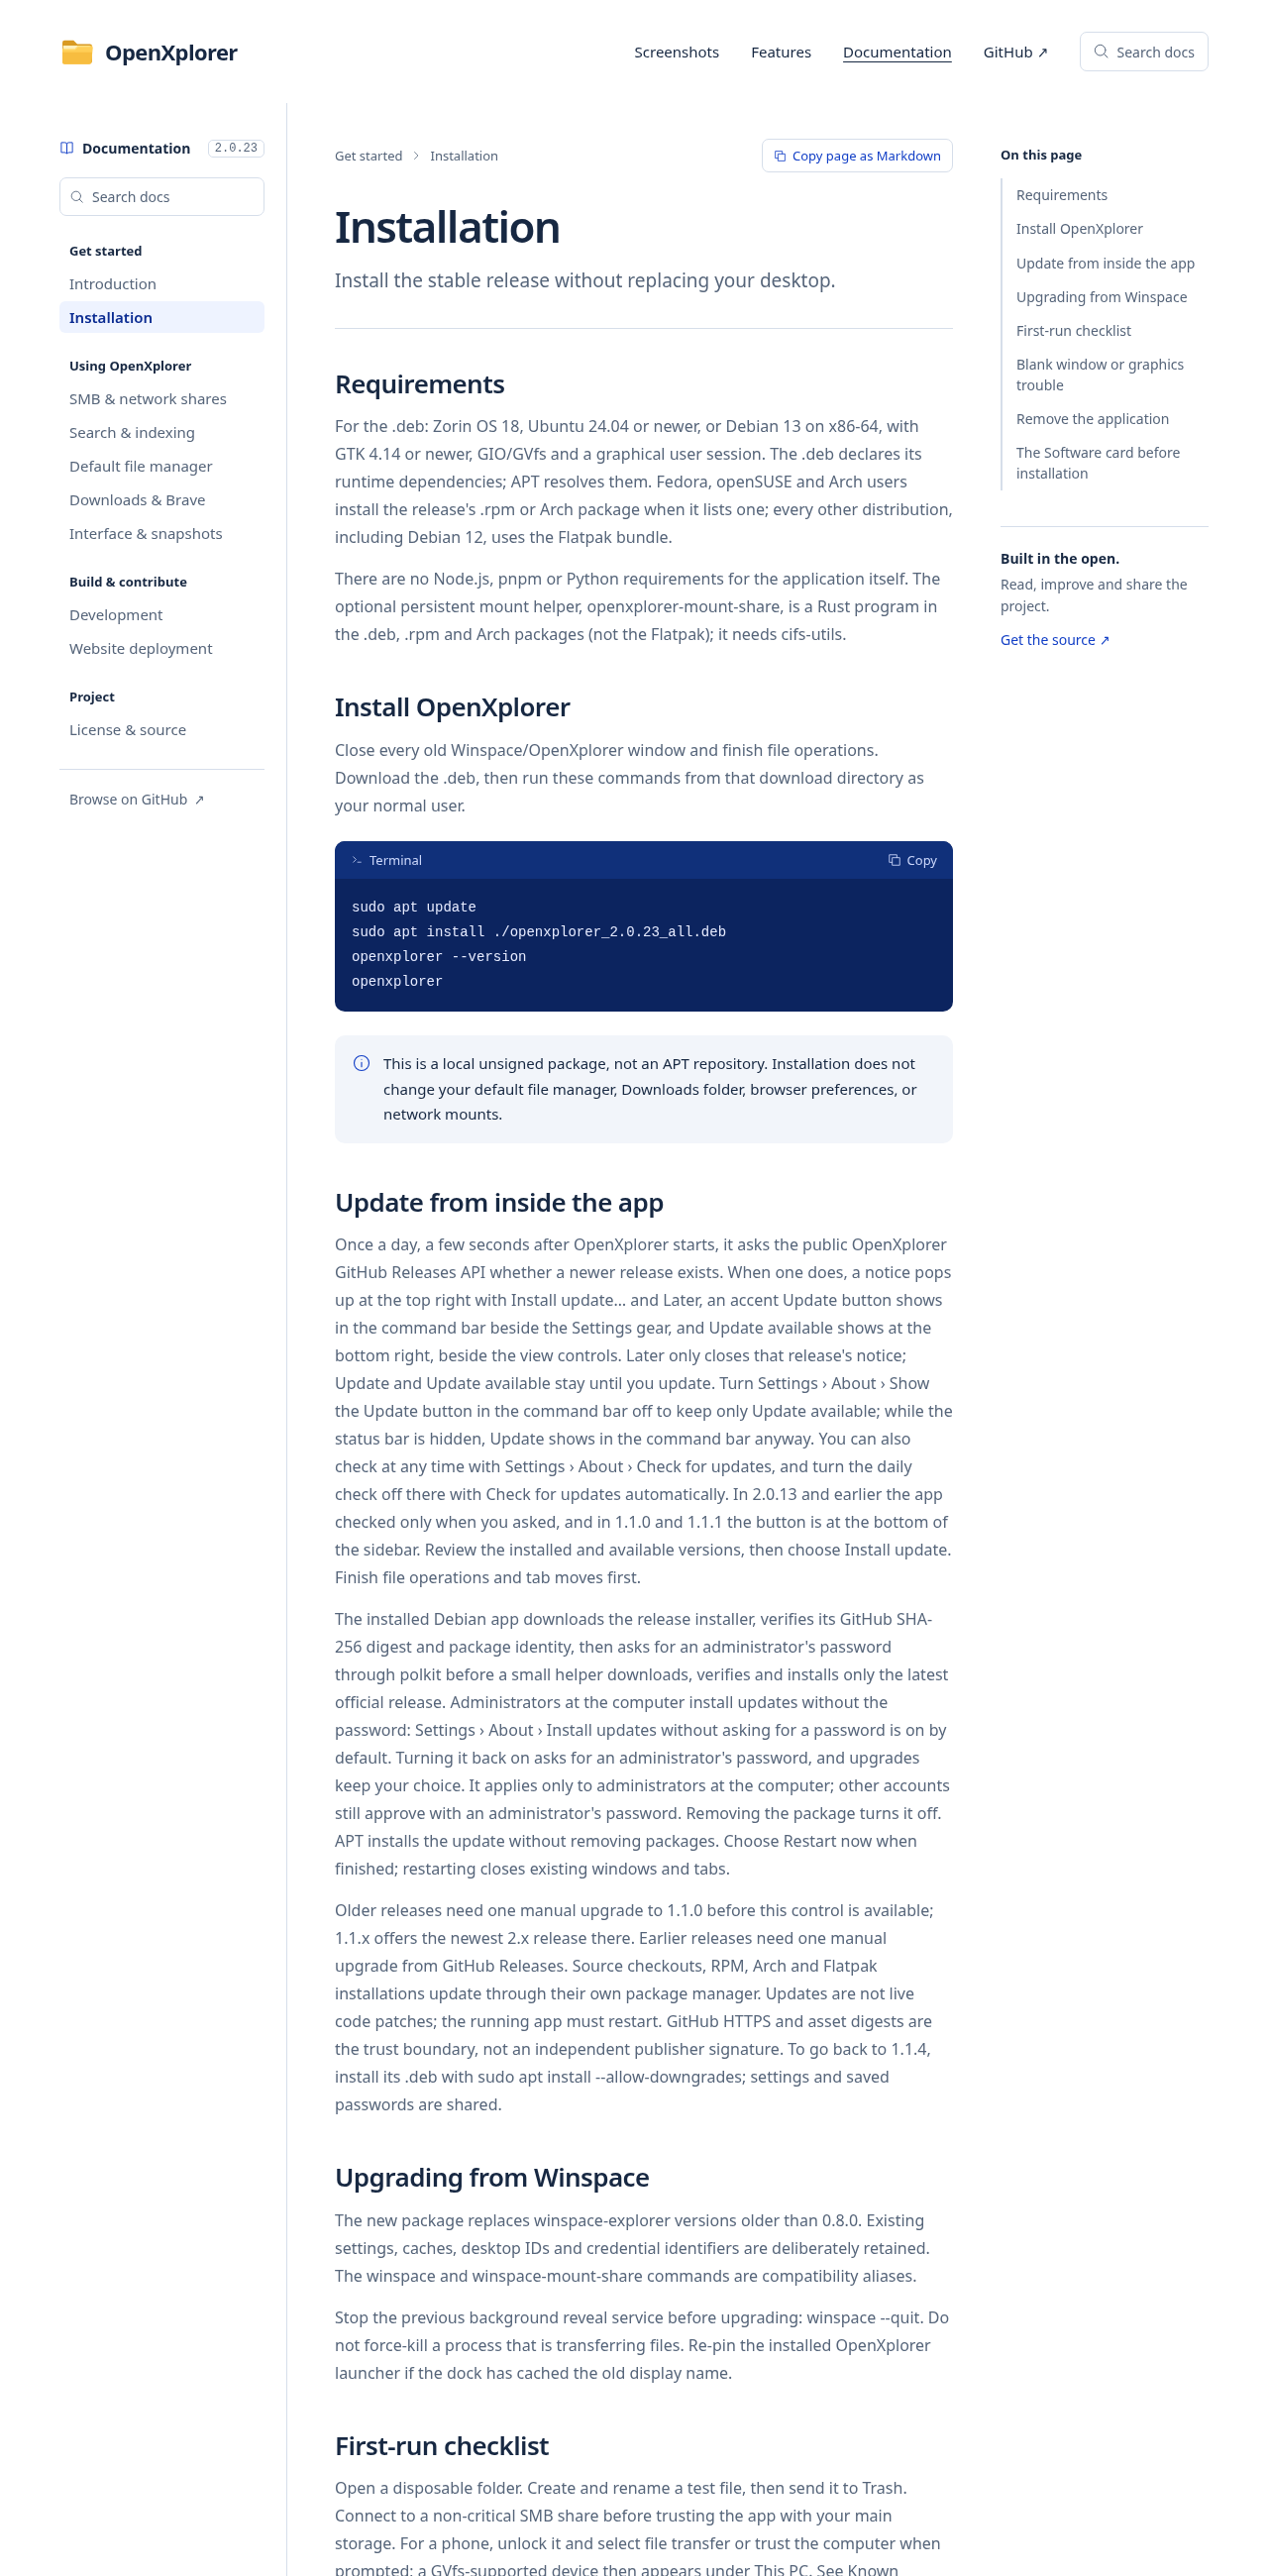 OpenXplorer
Screenshots
Features
Documentation
GitHub ↗
Search docs
Documentation
2.0.23
Search docs
Get started
Introduction
Installation
Using OpenXplorer
SMB & network shares
Search & indexing
Default file manager
Downloads & Brave
Interface & snapshots
Build & contribute
Development
Website deployment
Project
License & source
Browse on GitHub ↗
Get started > Installation
Copy page as Markdown
Installation
Install the stable release without replacing your desktop.
Requirements
For the .deb: Zorin OS 18, Ubuntu 24.04 or newer, or Debian 13 on x86-64, with
GTK 4.14 or newer, GIO/GVfs and a graphical user session. The .deb declares its
runtime dependencies; APT resolves them. Fedora, openSUSE and Arch users
install the release's .rpm or Arch package when it lists one; every other distribution,
including Debian 12, uses the Flatpak bundle.
There are no Node.js, pnpm or Python requirements for the application itself. The
optional persistent mount helper, openxplorer-mount-share, is a Rust program in
the .deb, .rpm and Arch packages (not the Flatpak); it needs cifs-utils.
Install OpenXplorer
Close every old Winspace/OpenXplorer window and finish file operations.
Download the .deb, then run these commands from that download directory as
your normal user.
Terminal
Copy
sudo apt update
sudo apt install ./openxplorer_2.0.23_all.deb
openxplorer --version
openxplorer
This is a local unsigned package, not an APT repository. Installation does not
change your default file manager, Downloads folder, browser preferences, or
network mounts.
Update from inside the app
Once a day, a few seconds after OpenXplorer starts, it asks the public OpenXplorer
GitHub Releases API whether a newer release exists. When one does, a notice pops
up at the top right with Install update... and Later, an accent Update button shows
in the command bar beside the Settings gear, and Update available shows at the
bottom right, beside the view controls. Later only closes that release's notice;
Update and Update available stay until you update. Turn Settings › About › Show
the Update button in the command bar off to keep only Update available; while the
status bar is hidden, Update shows in the command bar anyway. You can also
check at any time with Settings › About › Check for updates, and turn the daily
check off there with Check for updates automatically. In 2.0.13 and earlier the app
checked only when you asked, and in 1.1.0 and 1.1.1 the button is at the bottom of
the sidebar. Review the installed and available versions, then choose Install update.
Finish file operations and tab moves first.
The installed Debian app downloads the release installer, verifies its GitHub SHA-
256 digest and package identity, then asks for an administrator's password
through polkit before a small helper downloads, verifies and installs only the latest
official release. Administrators at the computer install updates without the
password: Settings › About › Install updates without asking for a password is on by
default. Turning it back on asks for an administrator's password, and upgrades
keep your choice. It applies only to administrators at the computer; other accounts
still approve with an administrator's password. Removing the package turns it off.
APT installs the update without removing packages. Choose Restart now when
finished; restarting closes existing windows and tabs.
Older releases need one manual upgrade to 1.1.0 before this control is available;
1.1.x offers the newest 2.x release there. Earlier releases need one manual
upgrade from GitHub Releases. Source checkouts, RPM, Arch and Flatpak
installations update through their own package manager. Updates are not live
code patches; the running app must restart. GitHub HTTPS and asset digests are
the trust boundary, not an independent publisher signature. To go back to 1.1.4,
install its .deb with sudo apt install --allow-downgrades; settings and saved
passwords are shared.
Upgrading from Winspace
The new package replaces winspace-explorer versions older than 0.8.0. Existing
settings, caches, desktop IDs and credential identifiers are deliberately retained.
The winspace and winspace-mount-share commands are compatibility aliases.
Stop the previous background reveal service before upgrading: winspace --quit. Do
not force-kill a process that is transferring files. Re-pin the installed OpenXplorer
launcher if the dock has cached the old display name.
First-run checklist
Open a disposable folder. Create and rename a test file, then send it to Trash.
Connect to a non-critical SMB share before trusting the app with your main
storage. For a phone, unlock it and select file transfer or trust the computer when
prompted; a GVfs-supported device then appears under This PC. See Known
On this page
Requirements
Install OpenXplorer
Update from inside the app
Upgrading from Winspace
First-run checklist
Blank window or graphics
trouble
Remove the application
The Software card before
installation
Built in the open.
Read, improve and share the
project.
Get the source ↗